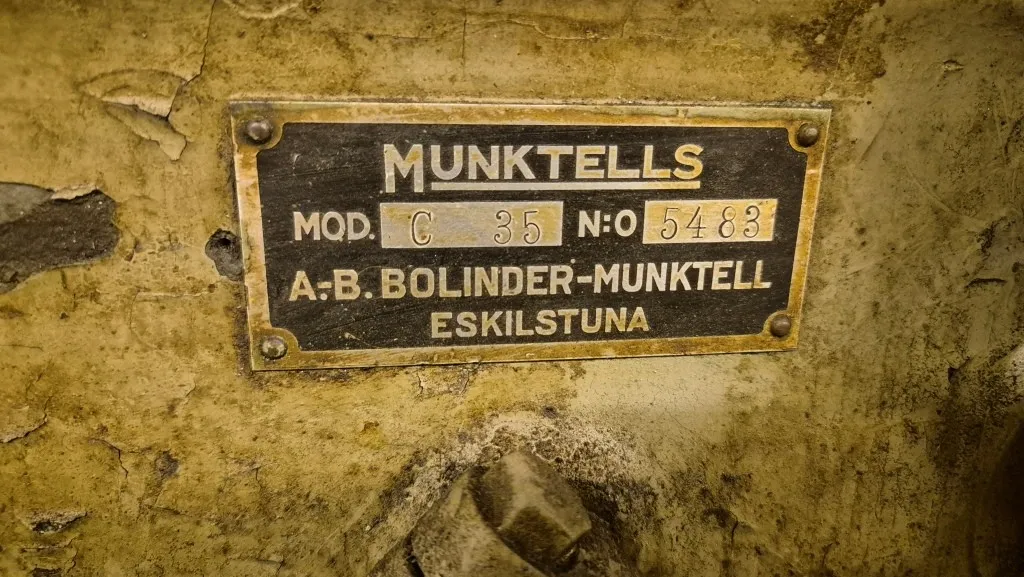 MUNKTELLS
MOD. C 35 N:O 5483
A.-B. BOLINDER-MUNKTELL
ESKILSTUNA